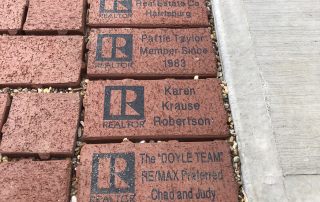 Real Estate Co
Harrisburg
REALTOR
Pattie Taylor
Member Since
1983
R
REALTOR
Karen
Krause
Robertson
R
REALTOR
The "DOYLE TEAM"
RE/MAX Preferred
Chad and Judy
R
REALTOR